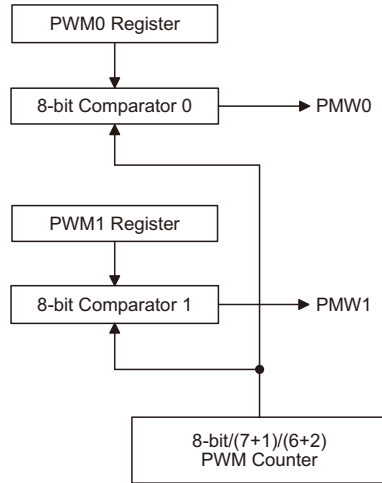 PWM0 Register
8-bit Comparator 0
PMW0
PWM1 Register
8-bit Comparator 1
PMW1
8-bit/(7+1)/(6+2)
PWM Counter